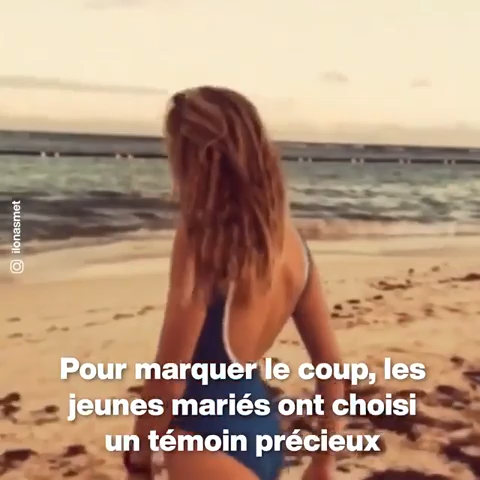 ilonasmet
Pour marquer le coup, les
jeunes mariés ont choisi
un témoin précieux